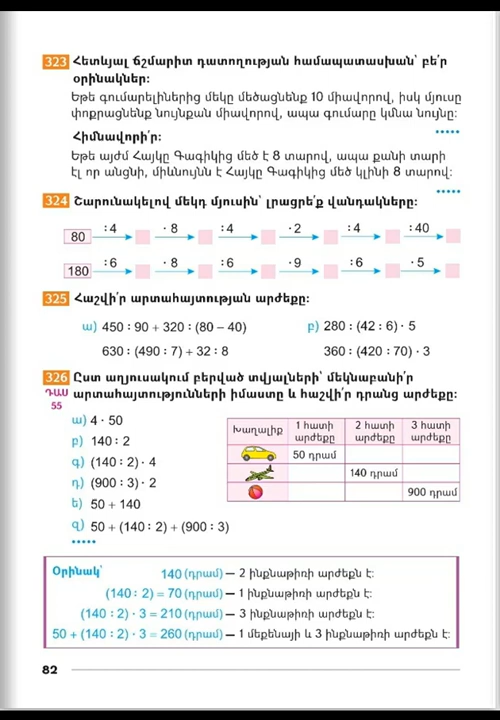 323 Հետևյալ ճշմարիտ դատողության համապատասխան՝ բե՛ր
օրինակներ։
Եթե գումարելիներից մեկը մեծացնենք 10 միավորով, իսկ մյուսը
փոքրացնենք նույնքան միավորով, ապա գումարը կմնա նույնը։
Հիմնավորի՛ր։
Եթե այժմ Հայկը Գագիկից մեծ է 8 տարով, ապա քանի տարի
էլ որ անցնի, միևնույնն է Հայկը Գագիկից մեծ կլինի 8 տարով։
324 Շարունակելով մեկդ մյուսին՝ լրացրե՛ք վանդակները։
80 :4 · 8 :4 · 2 :4 :40
180 :6 · 8 :6 · 9 :6 · 5
325 Հաշվի՛ր արտահայտության արժեքը։
ա) 450 : 90 + 320 : (80 – 40) բ) 280 : (42 : 6) · 5
630 : (490 : 7) + 32 : 8 360 : (420 : 70) · 3
326 Ըստ աղյուսակում բերված տվյալների՝ մեկնաբանի՛ր
ԴԱՍ 55 արտահայտությունների իմաստը և հաշվի՛ր դրանց արժեքը։
ա) 4 · 50
բ) 140 : 2
գ) (140 : 2) · 4
դ) (900 : 3) · 2
ե) 50 + 140
զ) 50 + (140 : 2) + (900 : 3)
Խաղալիք 1 հատի արժեքը 2 հատի արժեքը 3 հատի արժեքը
50 դրամ
140 դրամ
900 դրամ
Օրինակ՝ 140 (դրամ) — 2 ինքնաթիռի արժեքն է։
(140 : 2) = 70 (դրամ) — 1 ինքնաթիռի արժեքն է։
(140 : 2) · 3 = 210 (դրամ) — 3 ինքնաթիռի արժեքն է։
50 + (140 : 2) · 3 = 260 (դրամ) — 1 մեքենայի և 3 ինքնաթիռի արժեքն է։
82